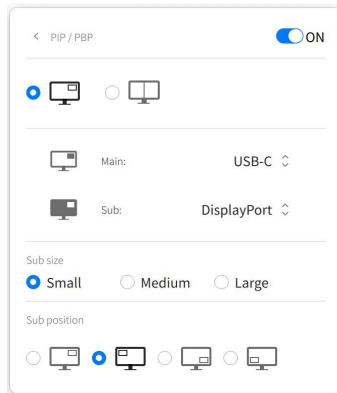 PIP / PBP ON
Main: USB-C
Sub: DisplayPort
Sub size
Small Medium Large
Sub position